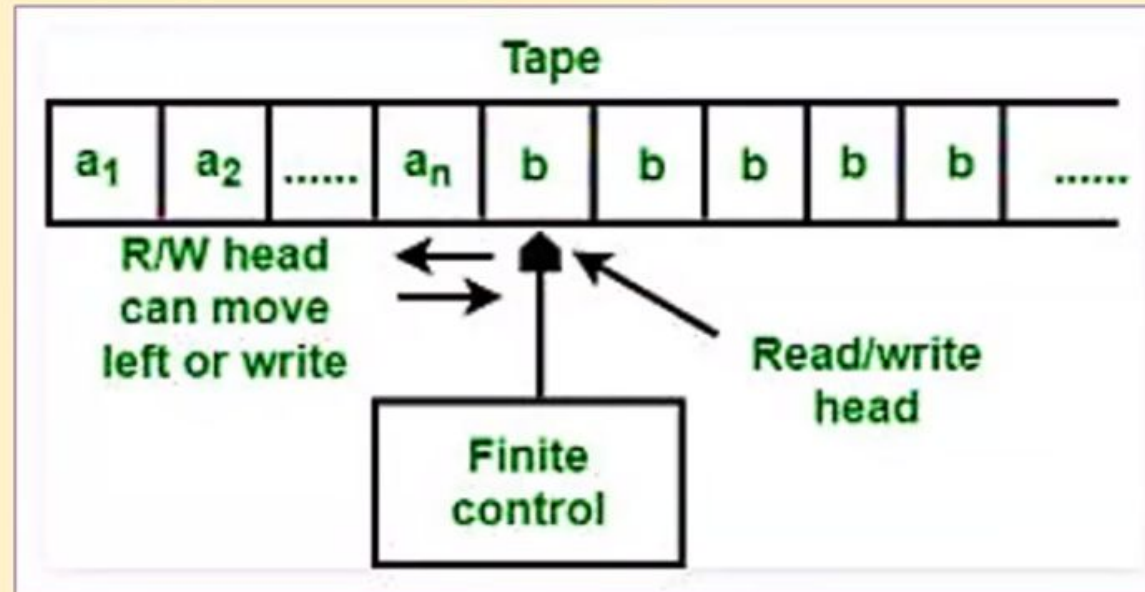 Tape
a₁ a₂ ...... aₙ b b b b b ......
R/W head
can move
left or write
Read/write
head
Finite
control